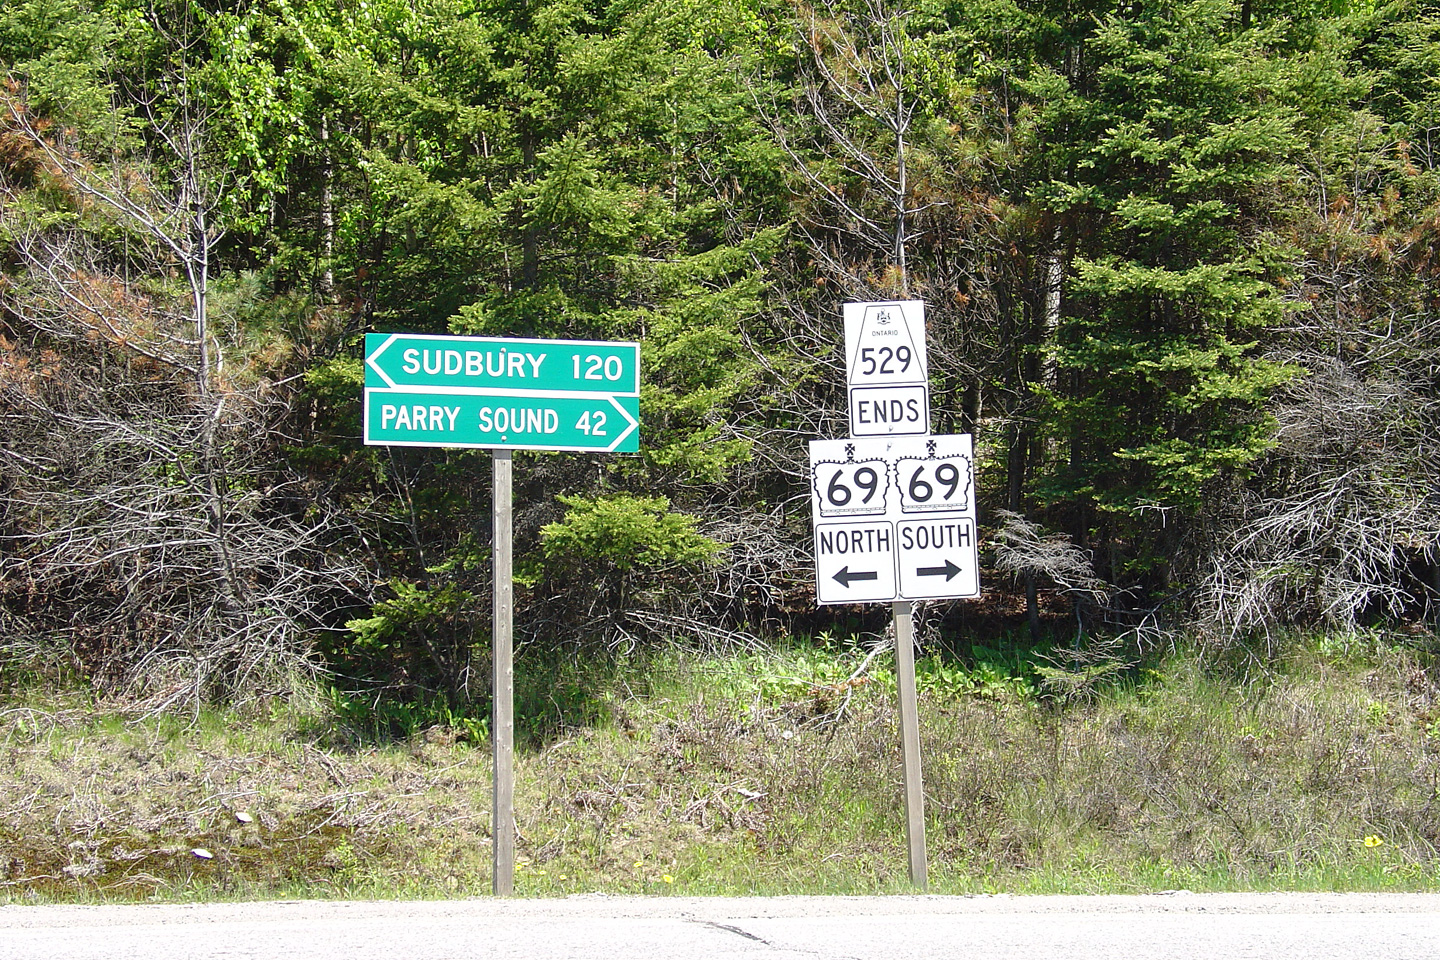 SUDBURY 120
PARRY SOUND 42
ONTARIO
529
ENDS
69 69
NORTH SOUTH